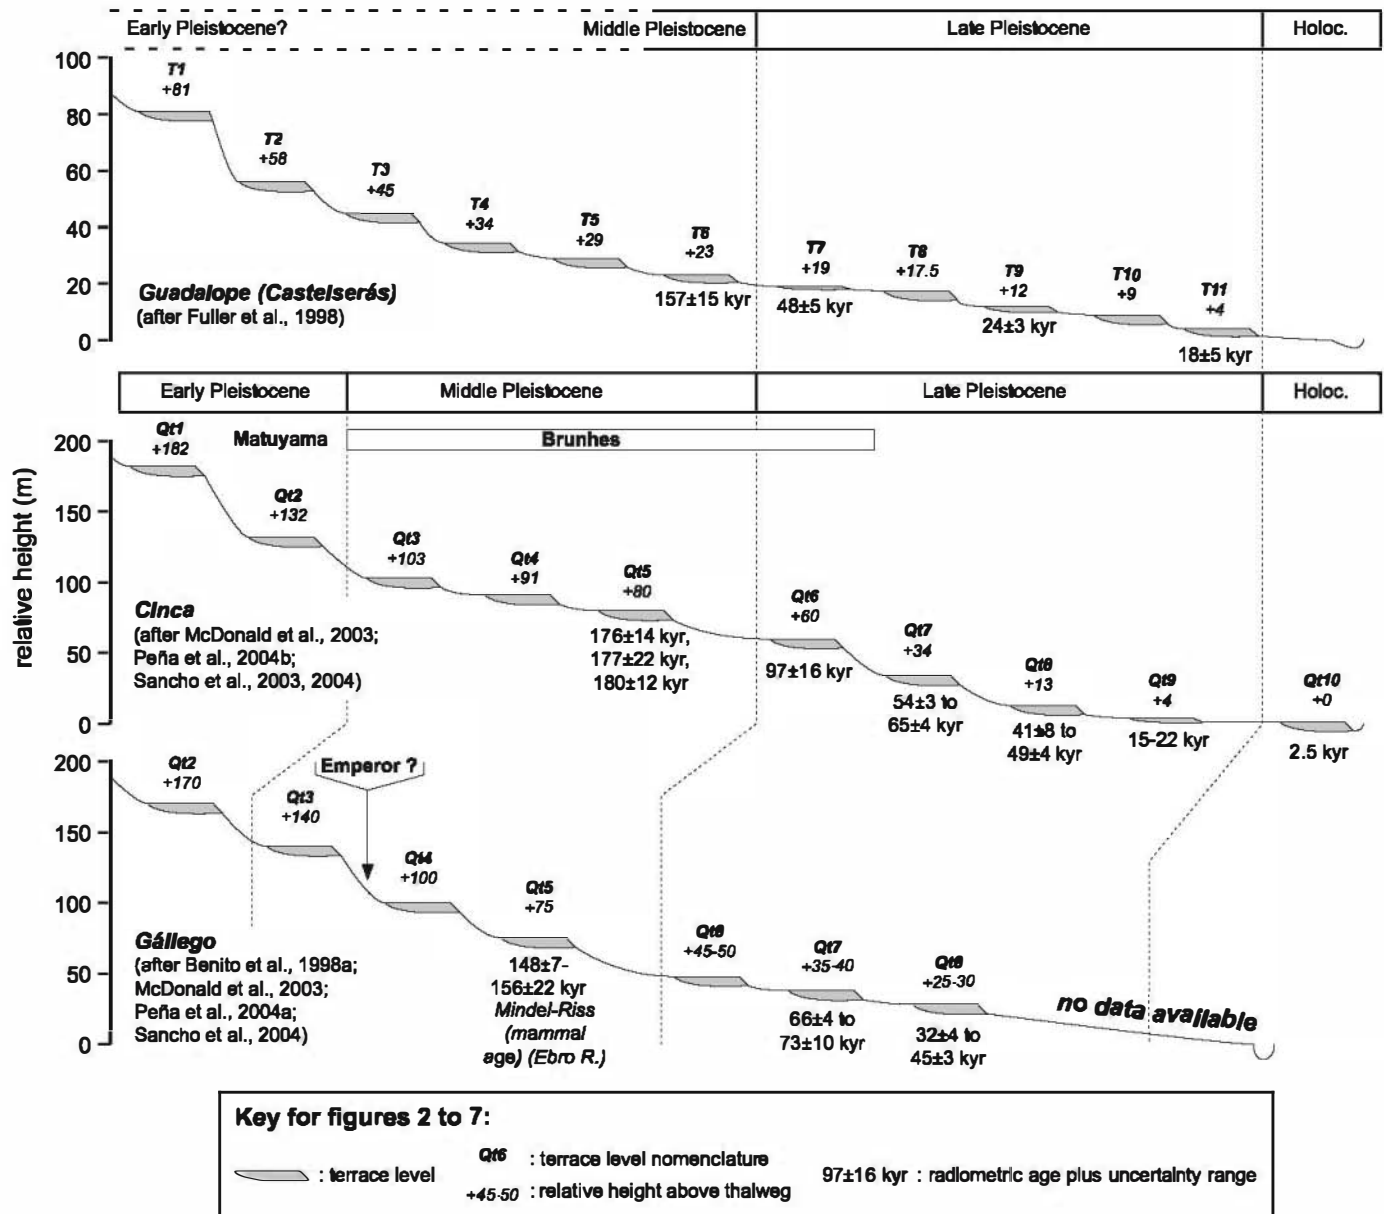 Early Pleistocene?
Middle Pleistocene
Late Pleistocene
Holoc.
100
80
60
40
20
0
T1
+81
T2
+58
T3
+45
T4
+34
T5
+29
T6
+23
T7
+19
T8
+17.5
T9
+12
T10
+9
T11
+4
157±15 kyr
48±5 kyr
24±3 kyr
18±5 kyr
Guadalope (Castelserás)
(after Fuller et al., 1998)
Early Pleistocene
Middle Pleistocene
Late Pleistocene
Holoc.
relative height (m)
200
150
100
50
0
Matuyama
Brunhes
Qt1
+182
Qt2
+132
Qt3
+103
Qt4
+91
Qt5
+80
176±14 kyr,
177±22 kyr,
180±12 kyr
Qt6
+60
97±16 kyr
Qt7
+34
54±3 to
65±4 kyr
Qt8
+13
41±8 to
49±4 kyr
Qt9
+4
15-22 kyr
Qt10
+0
2.5 kyr
Cinca
(after McDonald et al., 2003;
Peña et al., 2004b;
Sancho et al., 2003, 2004)
200
150
100
50
0
Qt2
+170
Qt3
+140
Emperor ?
Qt4
+100
Qt5
+75
148±7-
156±22 kyr
Mindel-Riss
(mammal
age) (Ebro R.)
Qt6
+45-50
Qt7
+35-40
66±4 to
73±10 kyr
Qt8
+25-30
32±4 to
45±3 kyr
no data available
Gállego
(after Benito et al., 1998a;
McDonald et al., 2003;
Peña et al., 2004a;
Sancho et al., 2004)
Key for figures 2 to 7:
: terrace level
Qt6 : terrace level nomenclature
+45-50 : relative height above thalweg
97±16 kyr : radiometric age plus uncertainty range